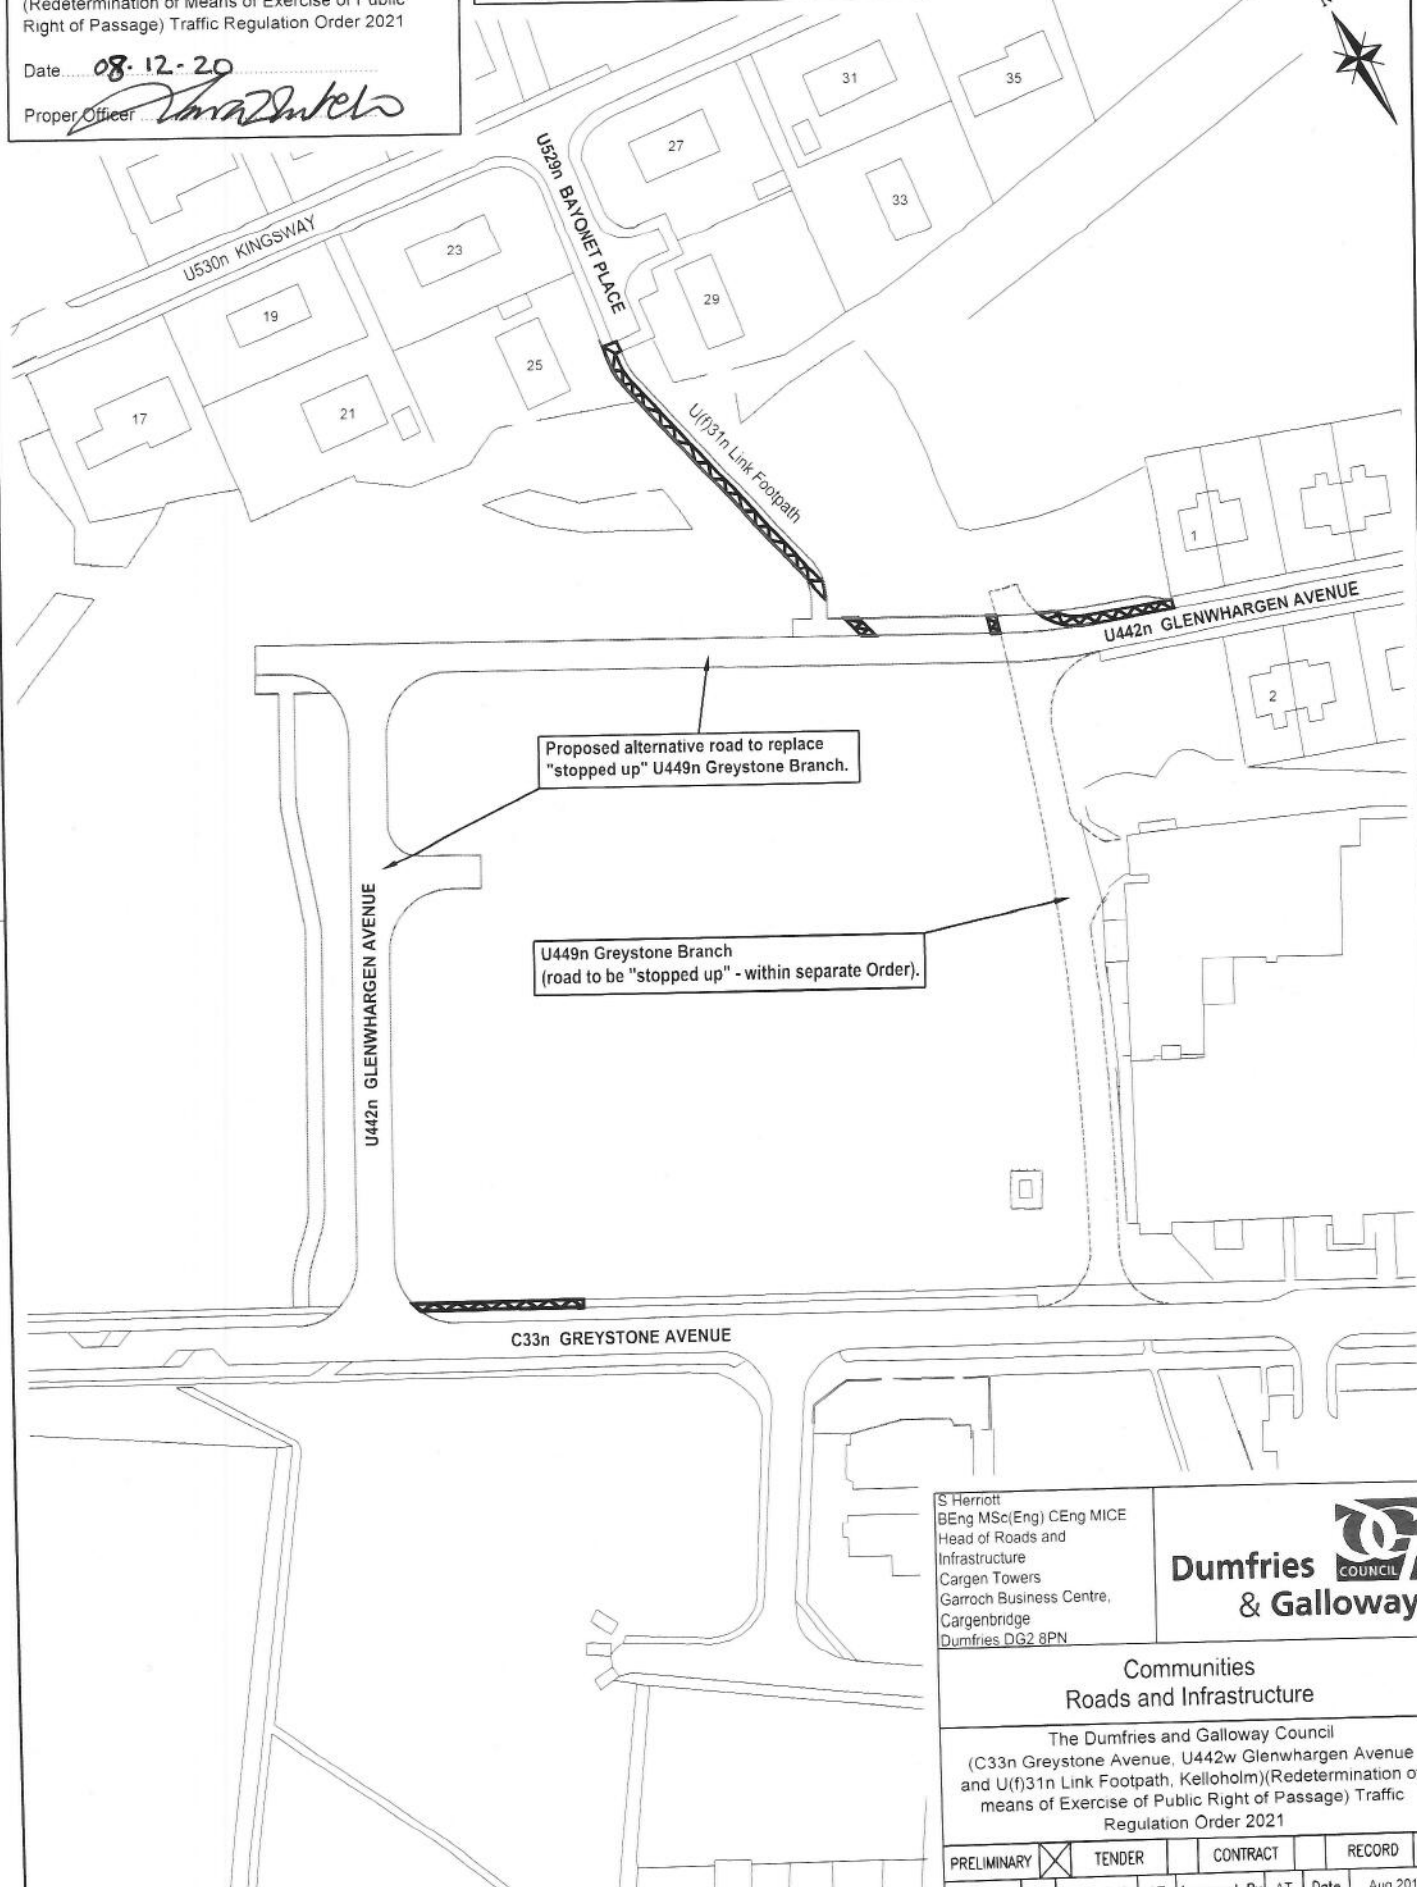 (Redetermination of Means of Exercise of Public
Right of Passage) Traffic Regulation Order 2021
Date 08.12.20
Proper Officer
31
35
27
33
U529n BAYONET PLACE
U530n KINGSWAY
23
29
19
25
17
21
U(f)31n Link Footpath
1
U442n GLENWHARGEN AVENUE
2
Proposed alternative road to replace
"stopped up" U449n Greystone Branch.
U442n GLENWHARGEN AVENUE
U449n Greystone Branch
(road to be "stopped up" - within separate Order).
C33n GREYSTONE AVENUE
S Herriott
BEng MSc(Eng) CEng MICE
Head of Roads and
Infrastructure
Cargen Towers
Garroch Business Centre,
Cargenbridge
Dumfries DG2 8PN
Dumfries
& Galloway
COUNCIL
Communities
Roads and Infrastructure
The Dumfries and Galloway Council
(C33n Greystone Avenue, U442w Glenwhargen Avenue
and U(f)31n Link Footpath, Kelloholm)(Redetermination of
means of Exercise of Public Right of Passage) Traffic
Regulation Order 2021
PRELIMINARY TENDER CONTRACT RECORD
AT Date Aug 201